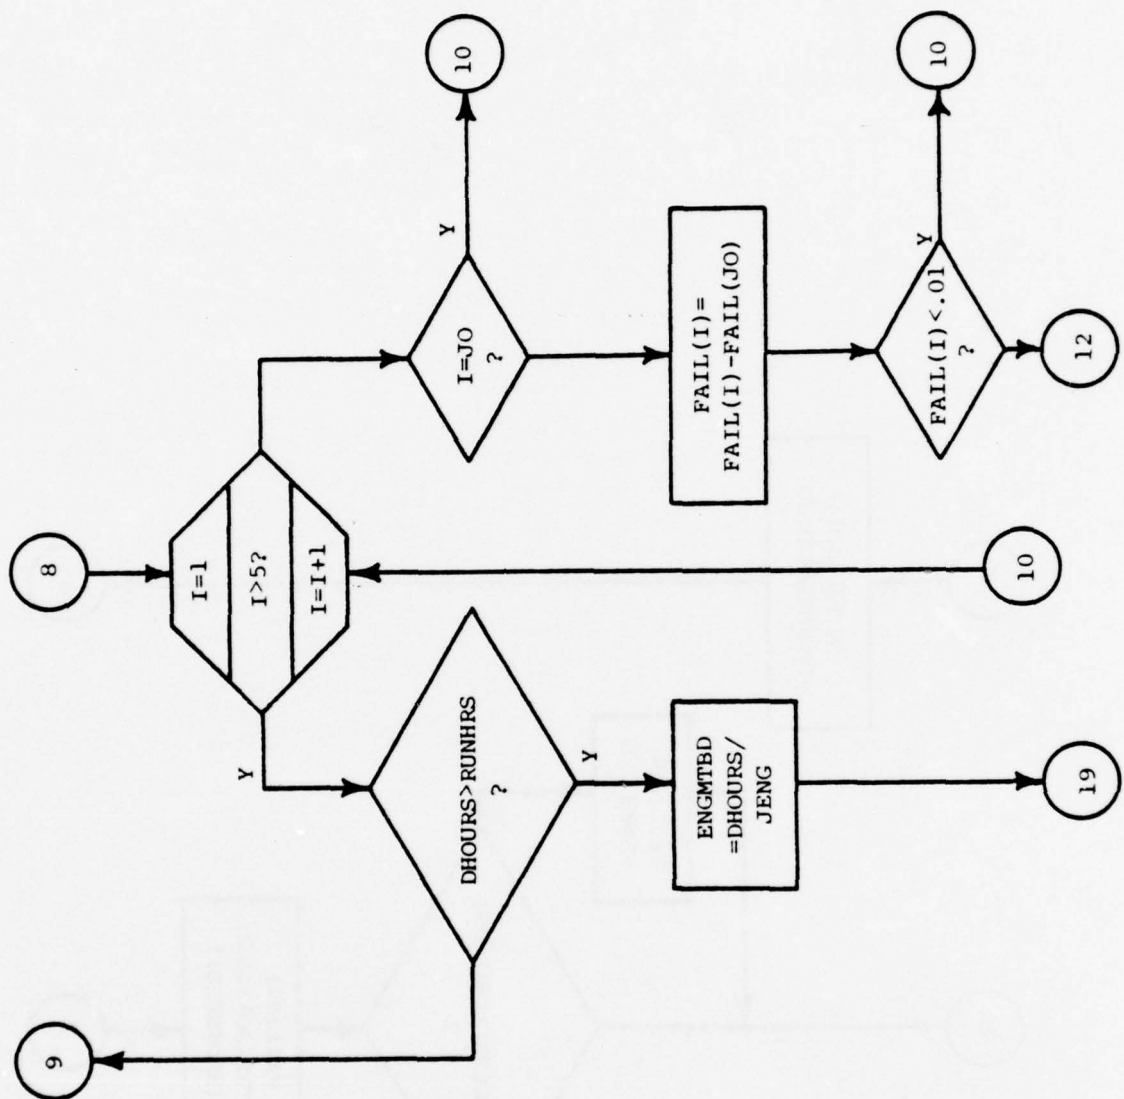 8
I=1
I>5?
I=I+1
Y
DHOURS>RUNHRS
?
Y
ENGMTBD
=DHOURS/
JENG
19
9
I=JO
?
Y
10
FAIL(I)=
FAIL(I)-FAIL(JO)
FAIL(I)<.01
?
Y
10
12
10